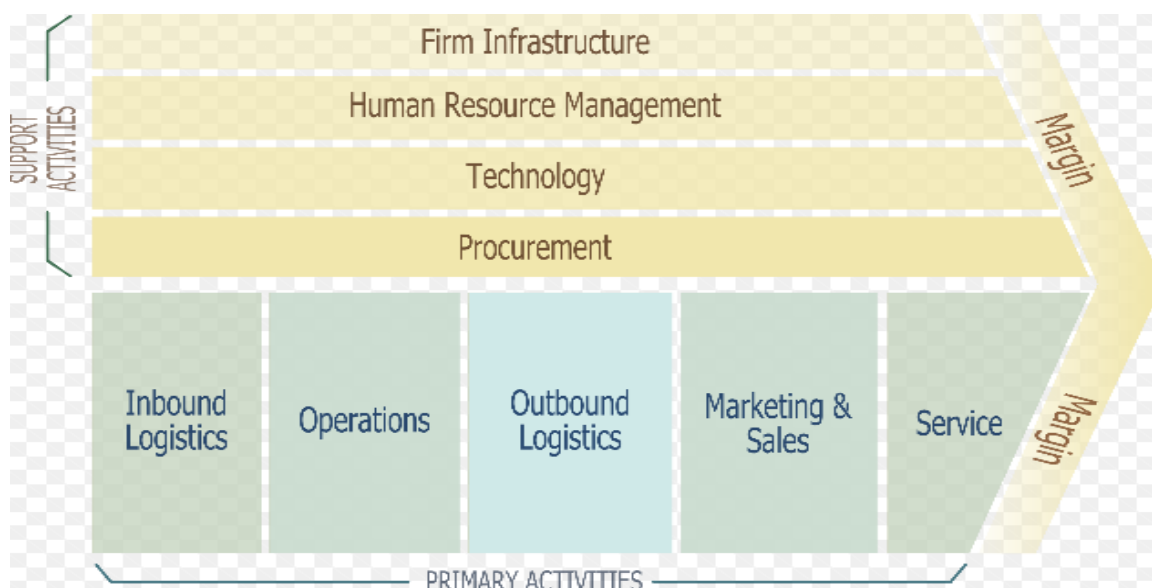 Firm Infrastructure
Human Resource Management
Technology
Procurement
SUPPORT
ACTIVITIES
Margin
Inbound
Logistics
Operations
Outbound
Logistics
Marketing &
Sales
Service
Margin
PRIMARY ACTIVITIES